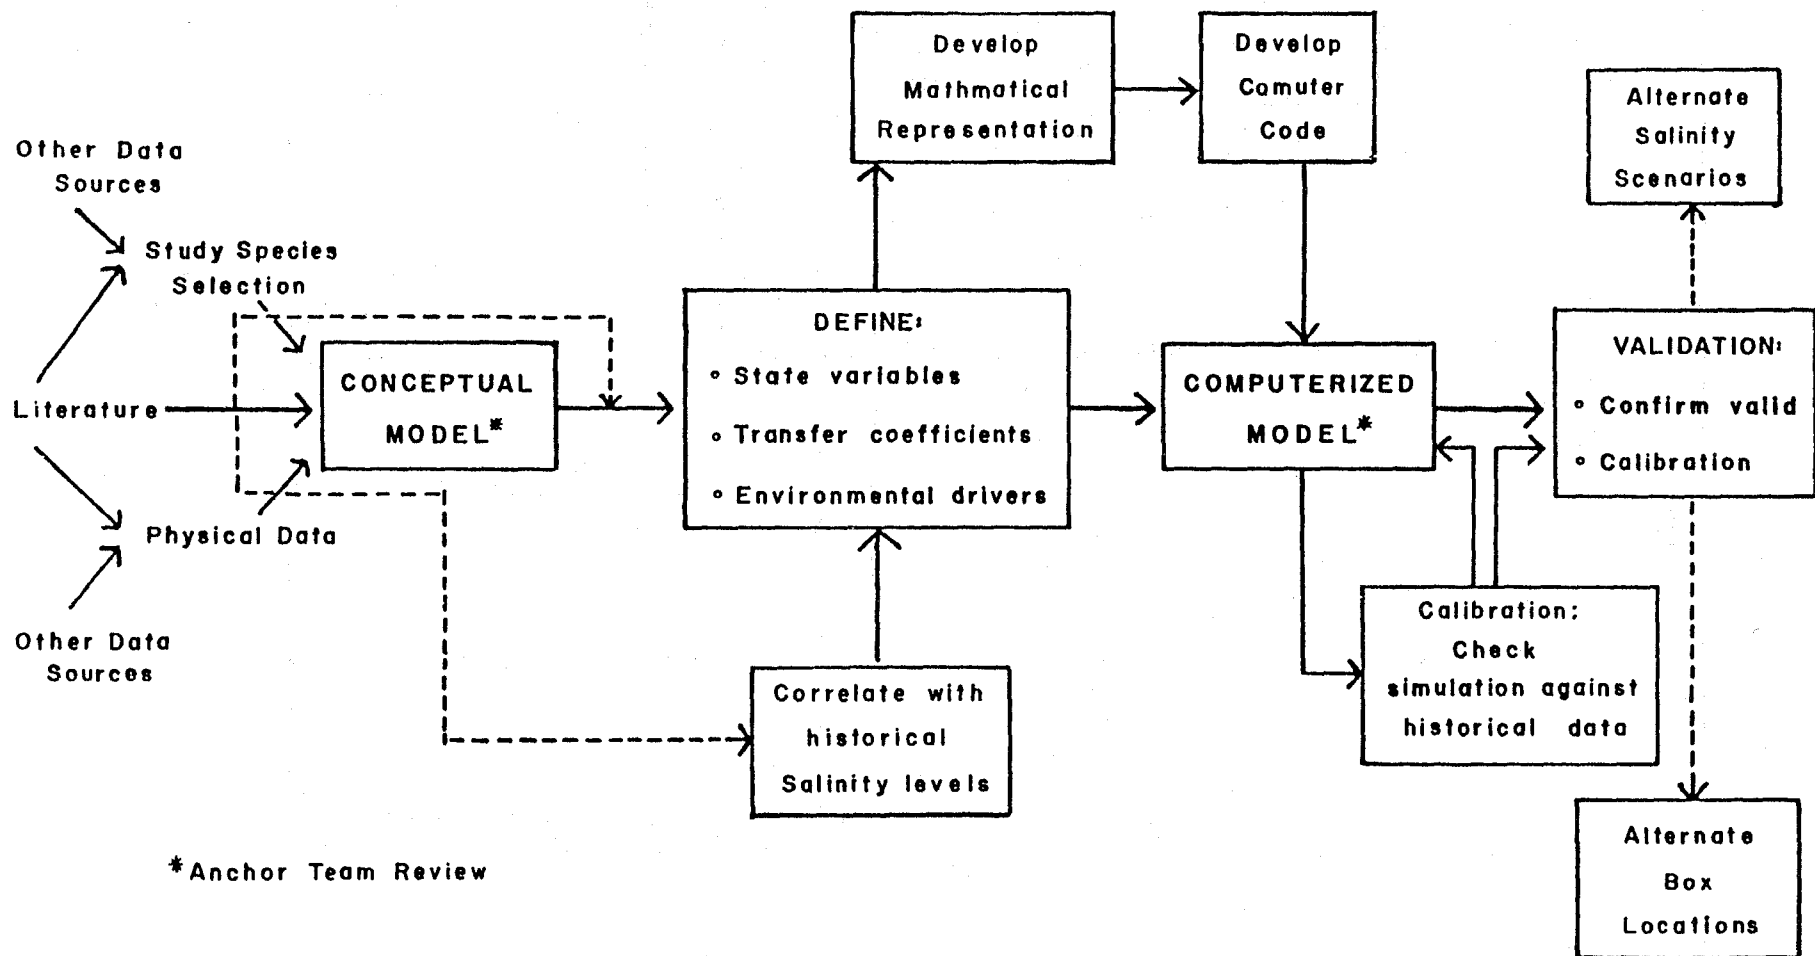 Other Data
Sources
Study Species
Selection
Literature
Physical Data
Other Data
Sources
CONCEPTUAL
MODEL*
DEFINE:
° State variables
° Transfer coefficients
° Environmental drivers
Develop
Mathmatical
Representation
Develop
Comuter
Code
Correlate with
historical
Salinity levels
COMPUTERIZED
MODEL*
Calibration:
Check
simulation against
historical data
Alternate
Salinity
Scenarios
VALIDATION:
° Confirm valid
° Calibration
Alternate
Box
Locations
*Anchor Team Review